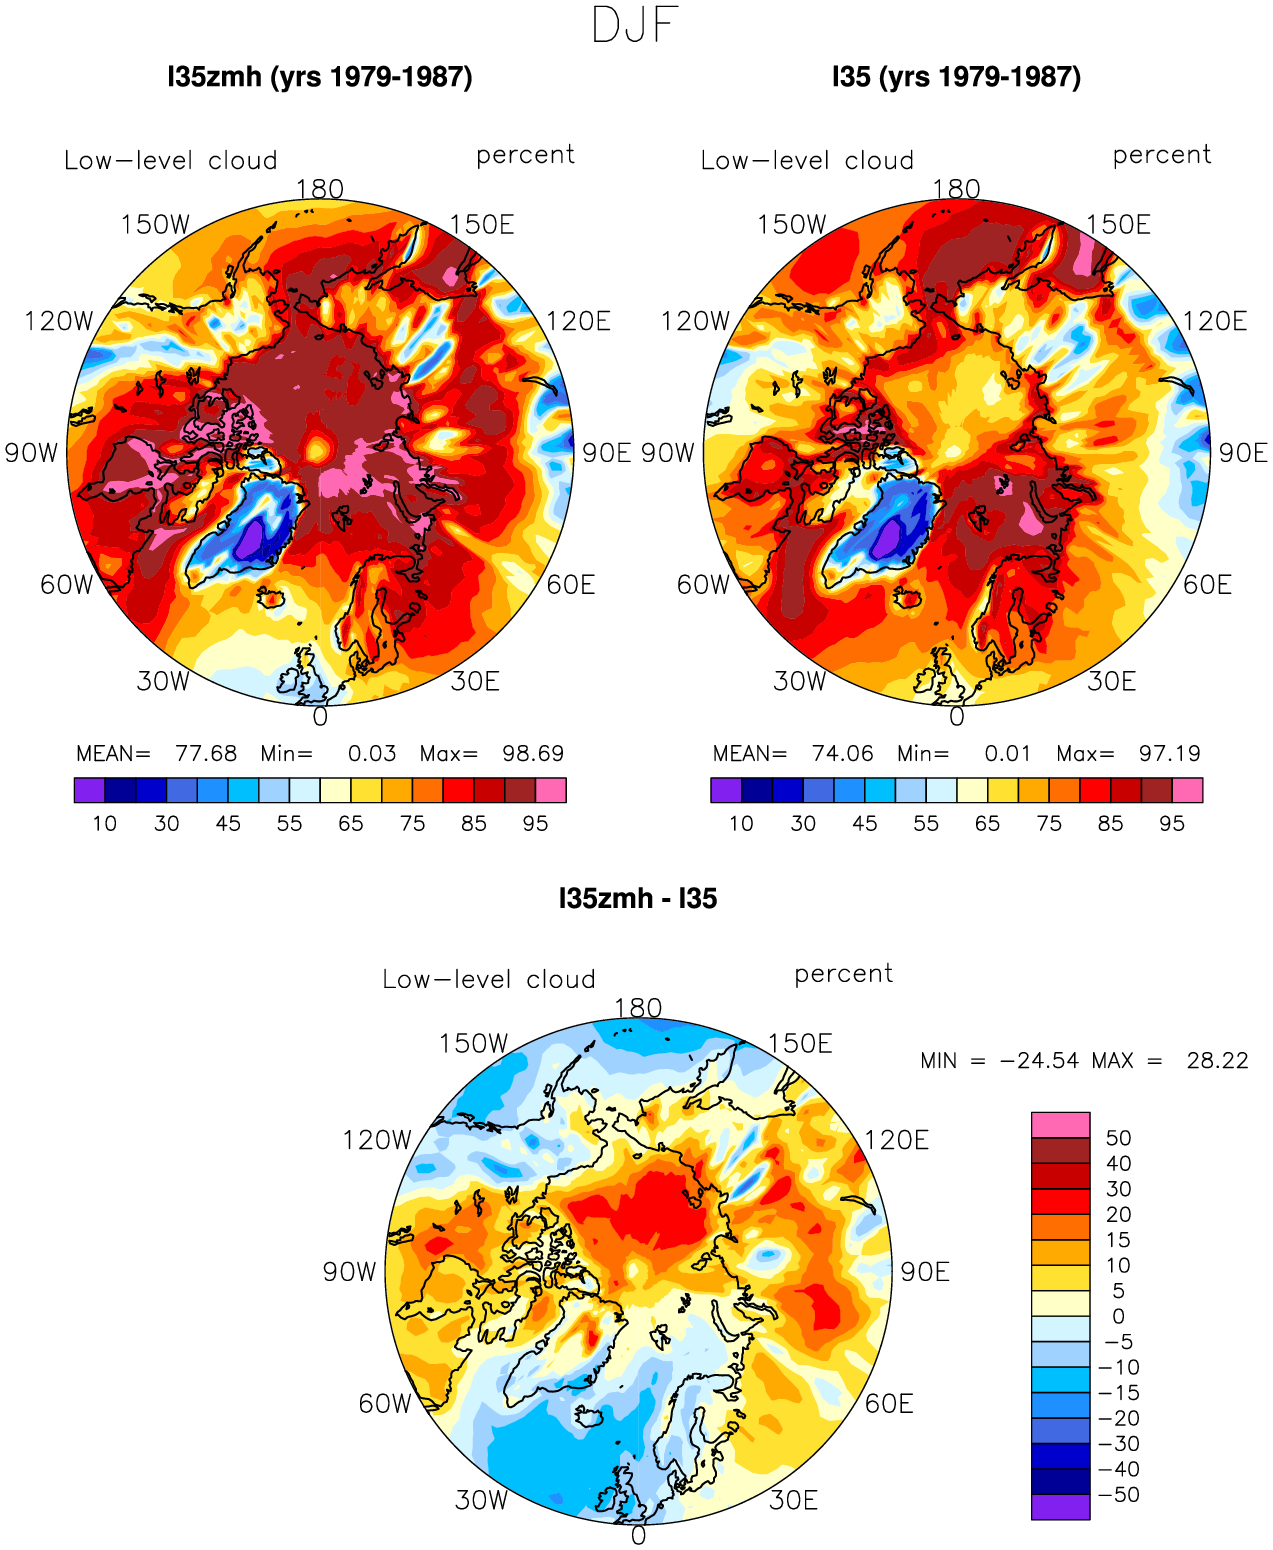 DJF
I35zmh (yrs 1979-1987)
I35 (yrs 1979-1987)
Low-level cloud percent
180
150W 150E
120W 120E
90W 90E
60W 60E
30W 30E
0
MEAN= 77.68 Min= 0.03 Max= 98.69
10 30 45 55 65 75 85 95
Low-level cloud percent
180
150W 150E
120W 120E
90W 90E
60W 60E
30W 30E
0
MEAN= 74.06 Min= 0.01 Max= 97.19
10 30 45 55 65 75 85 95
I35zmh - I35
Low-level cloud percent
180
150W 150E
120W 120E
90W 90E
60W 60E
30W 30E
0
MIN = -24.54 MAX = 28.22
50
40
30
20
15
10
5
0
-5
-10
-15
-20
-30
-40
-50